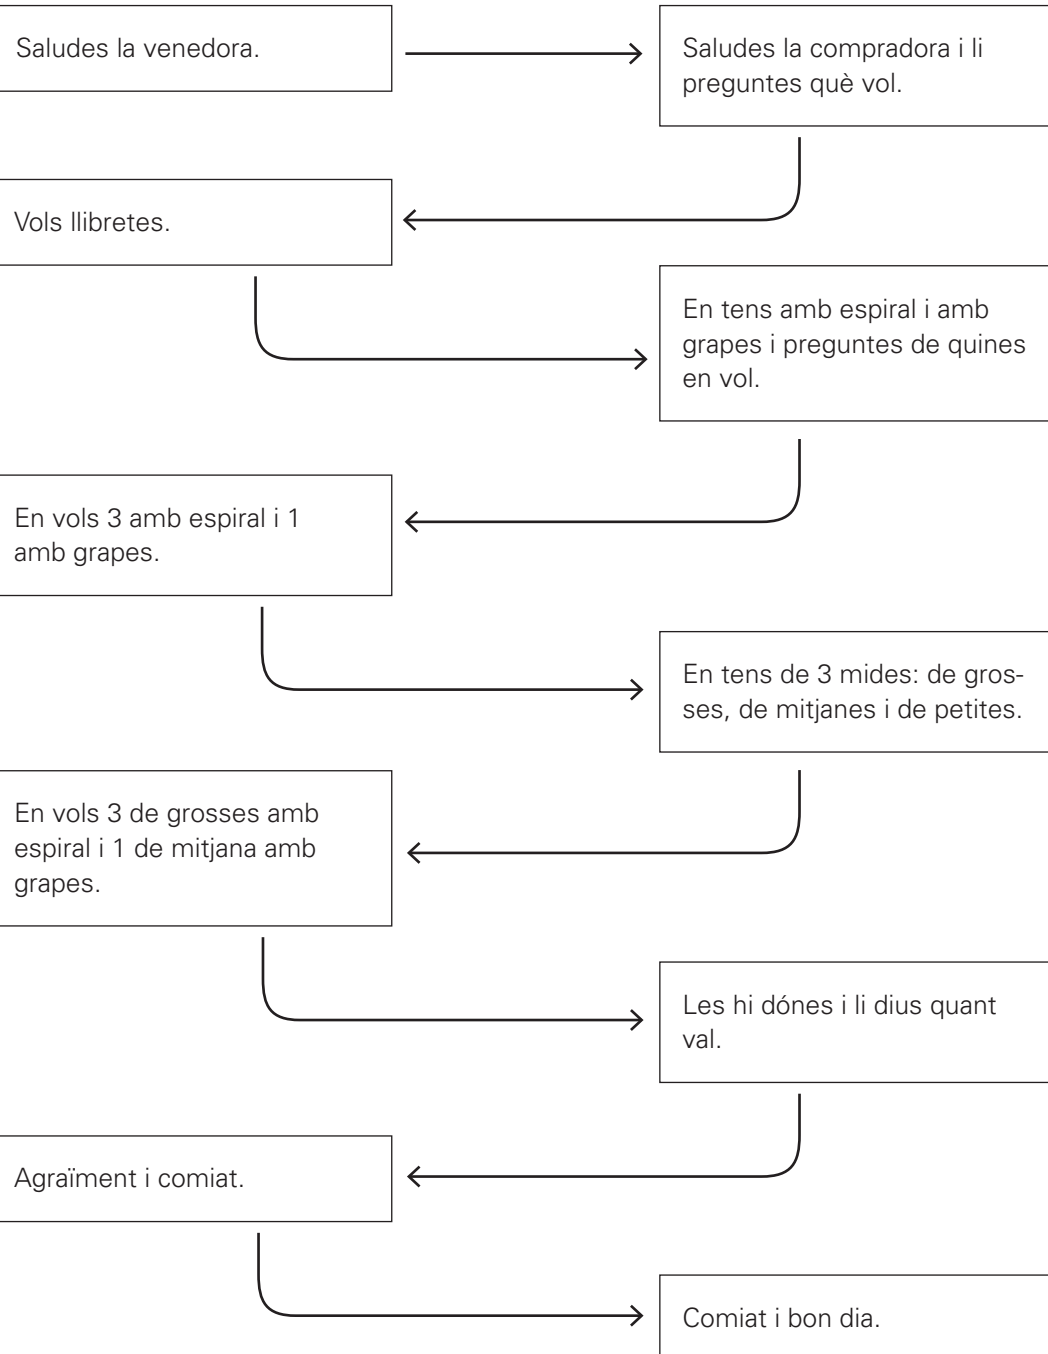 Saludes la venedora.
Saludes la compradora i li
preguntes què vol.
Vols llibretes.
En tens amb espiral i amb
grapes i preguntes de quines
en vol.
En vols 3 amb espiral i 1
amb grapes.
En tens de 3 mides: de gros-
ses, de mitjanes i de petites.
En vols 3 de grosses amb
espiral i 1 de mitjana amb
grapes.
Les hi dónes i li dius quant
val.
Agraïment i comiat.
Comiat i bon dia.